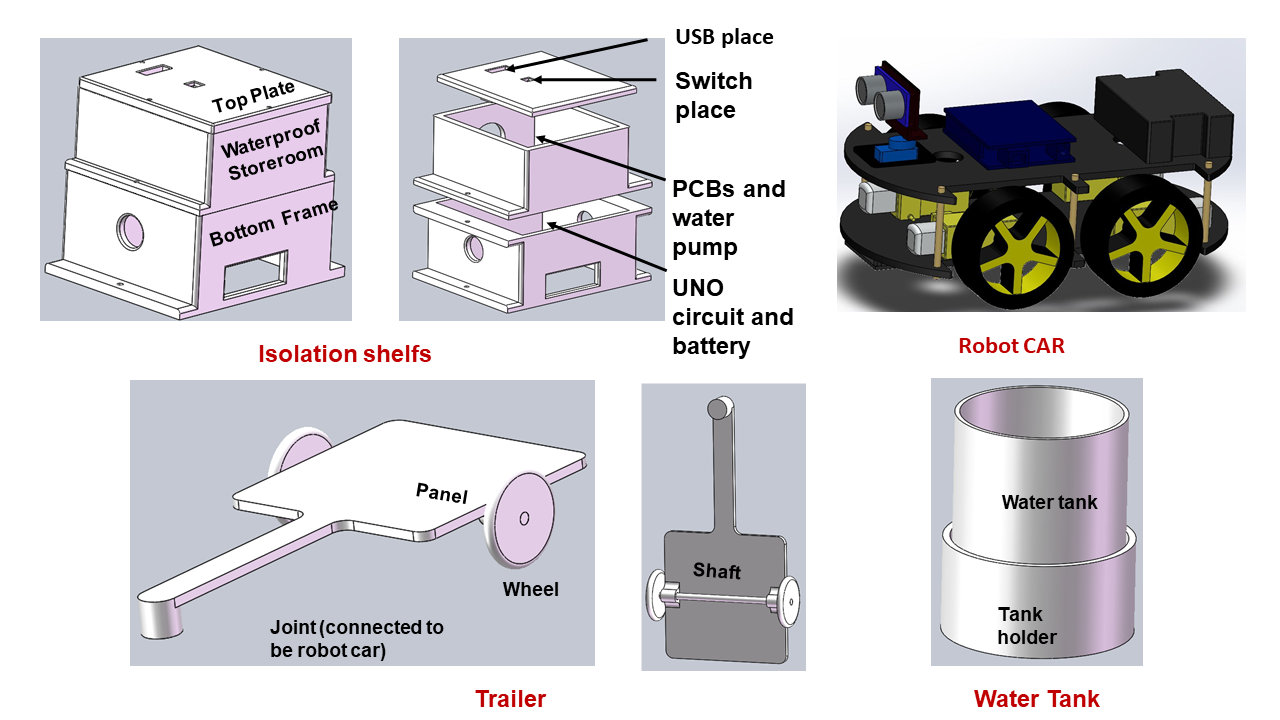 USB place
Switch
place
Top Plate
Waterproof
Storeroom
Bottom Frame
PCBs and
water
pump
UNO
circuit and
battery
Isolation shelfs
Robot CAR
Panel
Wheel
Joint (connected to
be robot car)
Shaft
Water tank
Tank
holder
Trailer
Water Tank